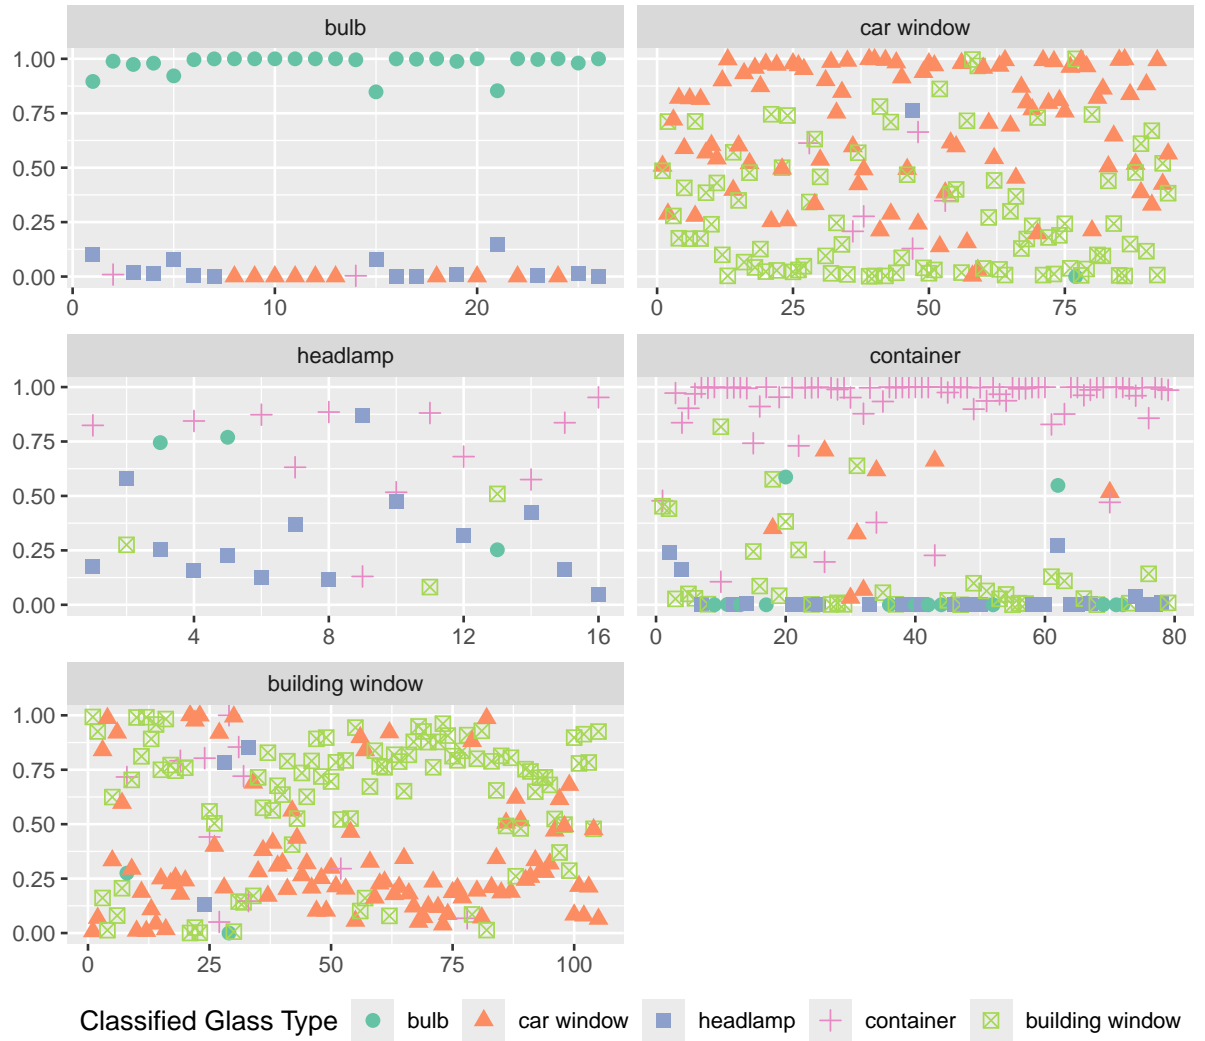 bulb
car window
1.00
0.75
0.50
0.25
0.00
0 10 20
1.00
0.75
0.50
0.25
0.00
0 25 50 75
headlamp
container
1.00
0.75
0.50
0.25
0.00
4 8 12 16
1.00
0.75
0.50
0.25
0.00
0 20 40 60 80
building window
1.00
0.75
0.50
0.25
0.00
0 25 50 75 100
Classified Glass Type bulb car window headlamp container building window